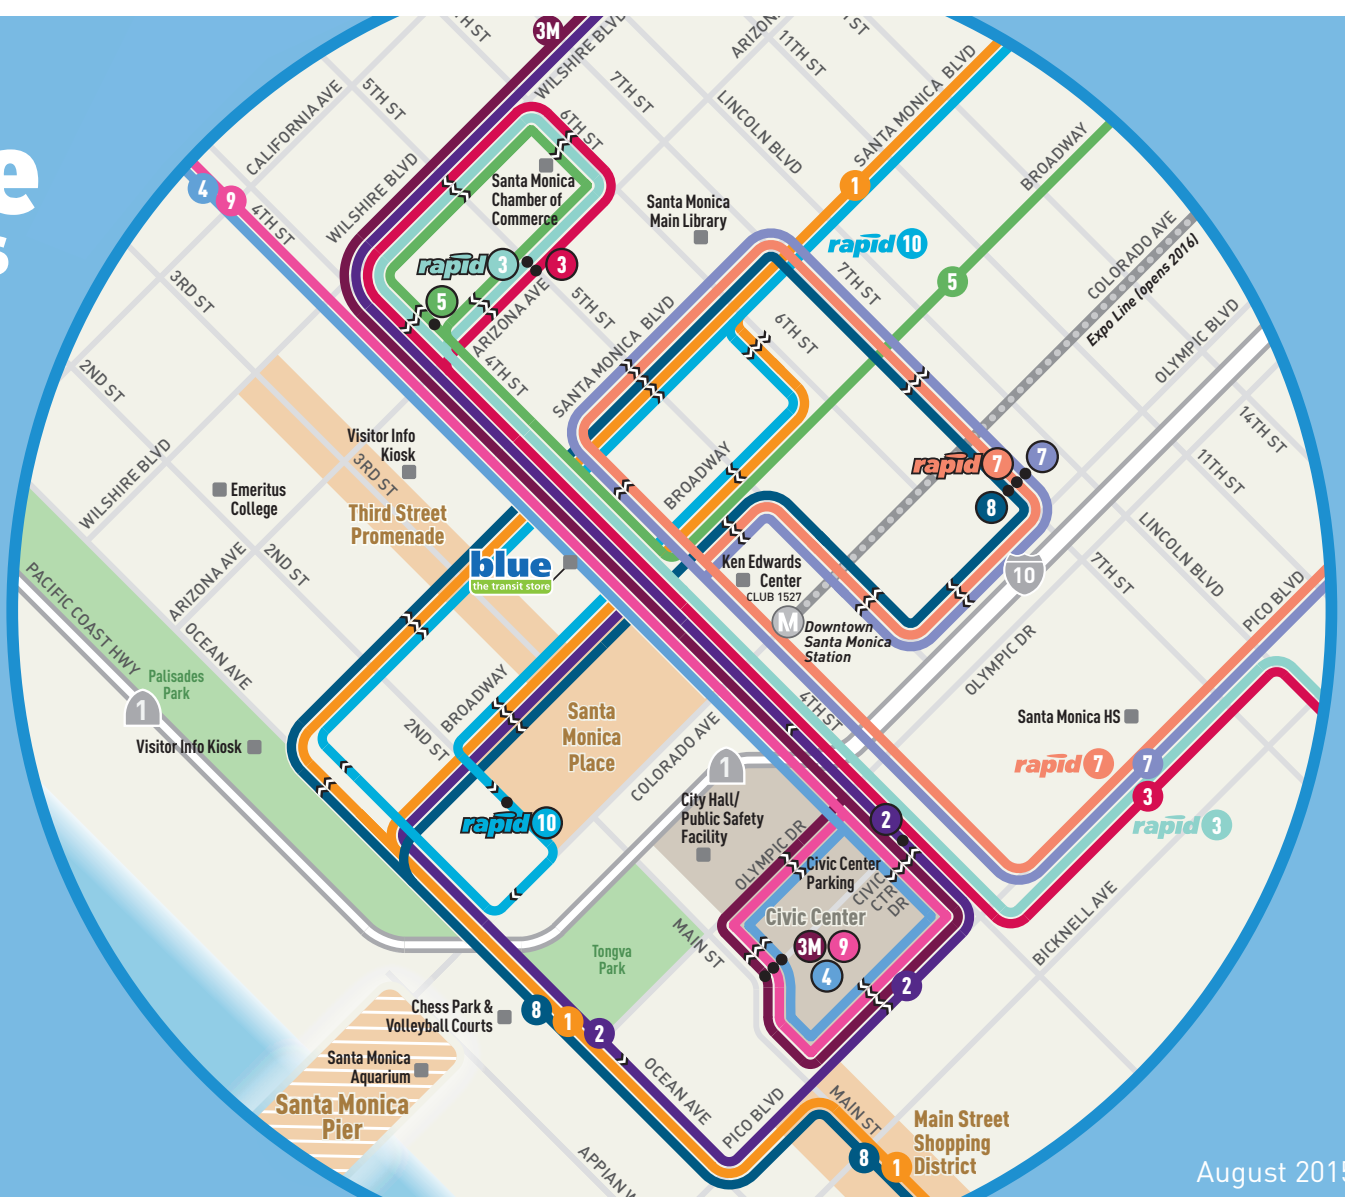 3M
WILSHIRE BLVD
ARIZON
11TH ST
7TH ST
LINCOLN BLVD
SANTA MONICA BLVD
BROADWAY
CALIFORNIA AVE
5TH ST
6TH ST
WILSHIRE BLVD
e
s
4
9
4TH ST
Santa Monica
Chamber of
Commerce
Santa Monica
Main Library
1
rapid 10
5
COLORADO AVE
Expo Line (opens 2016)
OLYMPIC BLVD
rapid 3
3
5
ARIZONA AVE
5TH ST
4TH ST
SANTA MONICA BLVD
6TH ST
7TH ST
3RD ST
2ND ST
WILSHIRE BLVD
14TH ST
11TH ST
LINCOLN BLVD
7TH ST
PICO BLVD
Visitor Info
Kiosk
3RD ST
Emeritus
College
Third Street
Promenade
BROADWAY
rapid 7
7
8
10
blue
the transit store
Ken Edwards
Center
CLUB 1527
M
Downtown
Santa Monica
Station
ARIZONA AVE
2ND ST
OCEAN AVE
PACIFIC COAST HWY
Palisades
Park
1
Visitor Info Kiosk
BROADWAY
2ND ST
Santa
Monica
Place
COLORADO AVE
4TH ST
OLYMPIC DR
Santa Monica HS
rapid 7
7
3
rapid 3
1
City Hall/
Public Safety
Facility
rapid 10
2
OLYMPIC DR
Civic Center
Parking
CIVIC
CTR
DR
Civic Center
3M
9
4
2
BICKNELL AVE
MAIN ST
Tongva
Park
Chess Park &
Volleyball Courts
8
1
2
Santa Monica
Aquarium
Santa Monica
Pier
OCEAN AVE
PICO BLVD
MAIN ST
Main Street
Shopping
District
8
1
APPIAN
August 2015